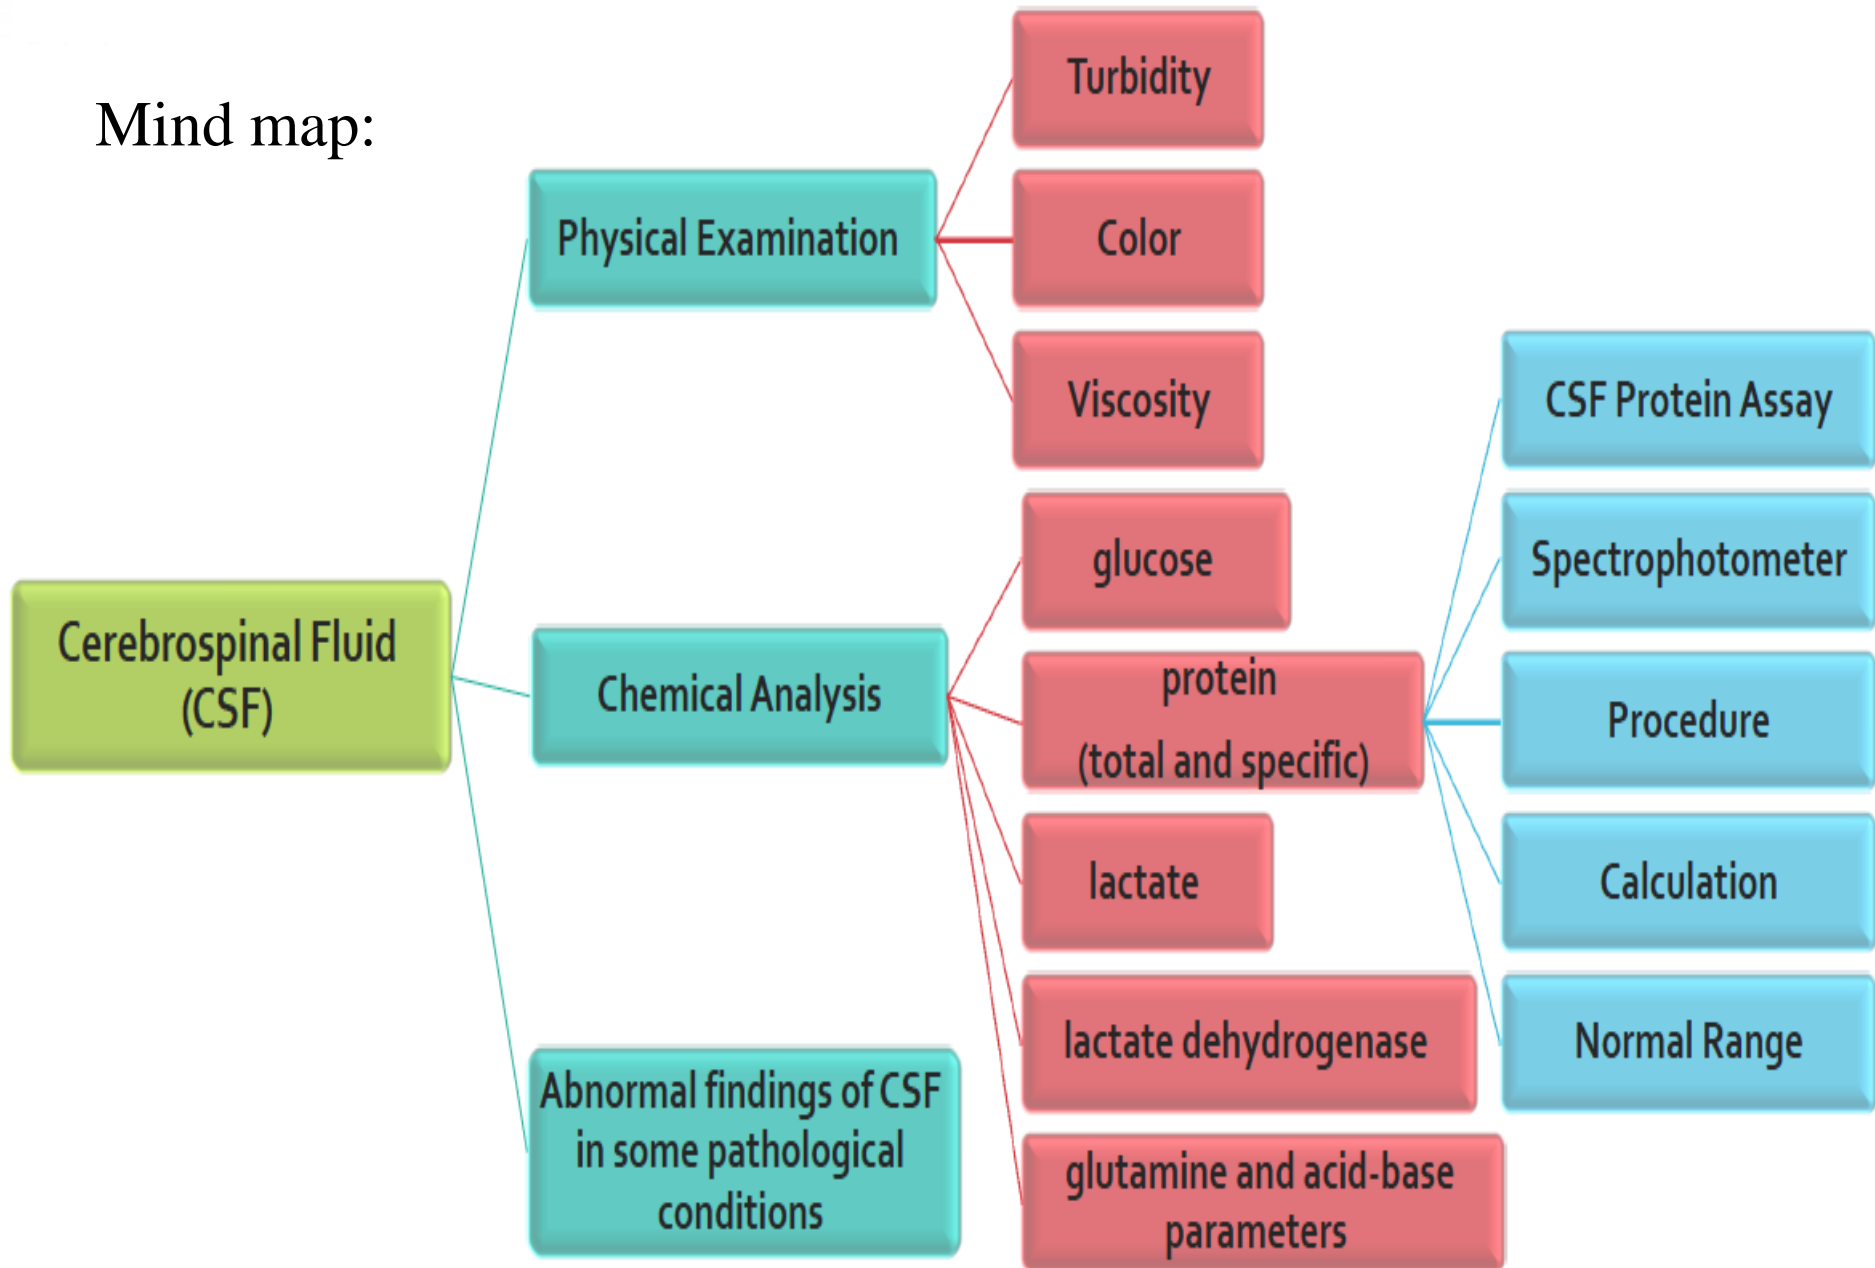 Mind map:
Cerebrospinal Fluid
(CSF)
Physical Examination
Turbidity
Color
Viscosity
Chemical Analysis
glucose
protein
(total and specific)
CSF Protein Assay
Spectrophotometer
Procedure
Calculation
Normal Range
lactate
lactate dehydrogenase
glutamine and acid-base
parameters
Abnormal findings of CSF
in some pathological
conditions